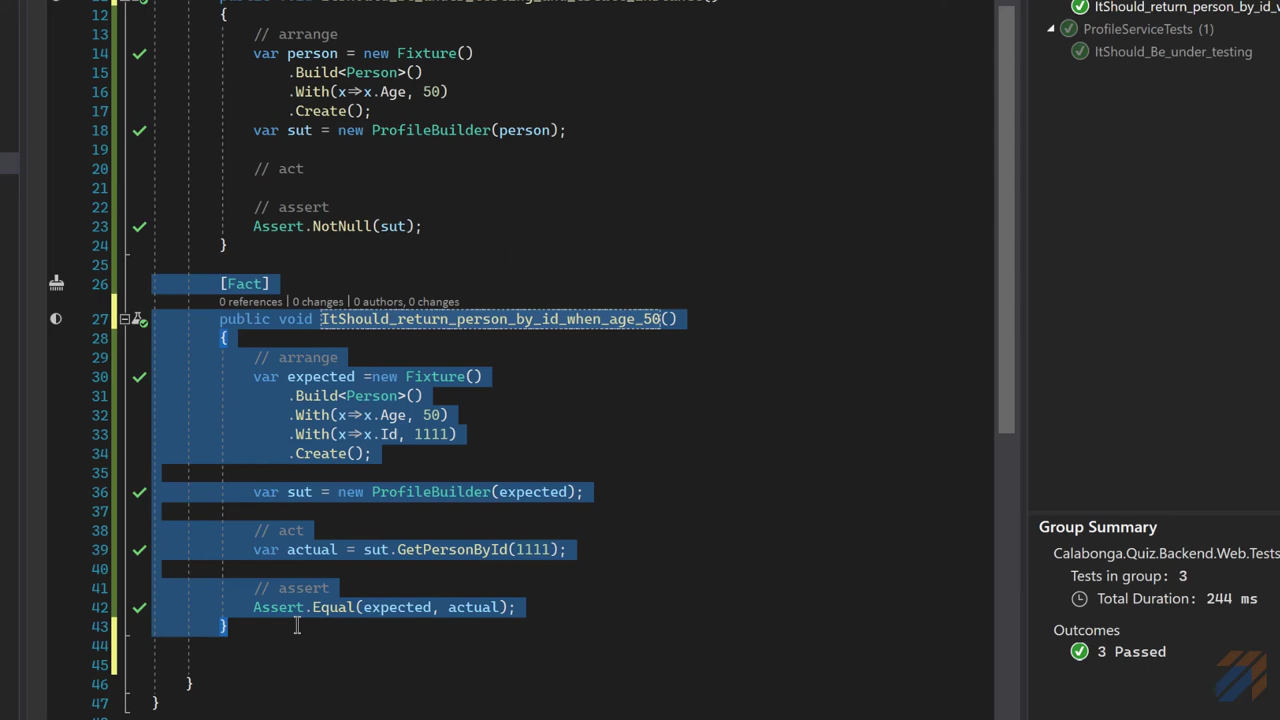 12
{
13
// arrange
14
var person = new Fixture()
15
.Build<Person>()
16
.With(x=>x.Age, 50)
17
.Create();
18
var sut = new ProfileBuilder(person);
19
20
// act
21
22
// assert
23
Assert.NotNull(sut);
24
}
25
26
[Fact]
0 references | 0 changes | 0 authors, 0 changes
27
public void ItShould_return_person_by_id_when_age_50()
28
{
29
// arrange
30
var expected =new Fixture()
31
.Build<Person>()
32
.With(x=>x.Age, 50)
33
.With(x=>x.Id, 1111)
34
.Create();
35
36
var sut = new ProfileBuilder(expected);
37
38
// act
39
var actual = sut.GetPersonById(1111);
40
41
// assert
42
Assert.Equal(expected, actual);
43
}
44
45
46
}
47
}
ItShould_return_person_by_id_w
ProfileServiceTests (1)
ItShould_Be_under_testing
Group Summary
Calabonga.Quiz.Backend.Web.Tests
Tests in group: 3
Total Duration: 244 ms
Outcomes
3 Passed